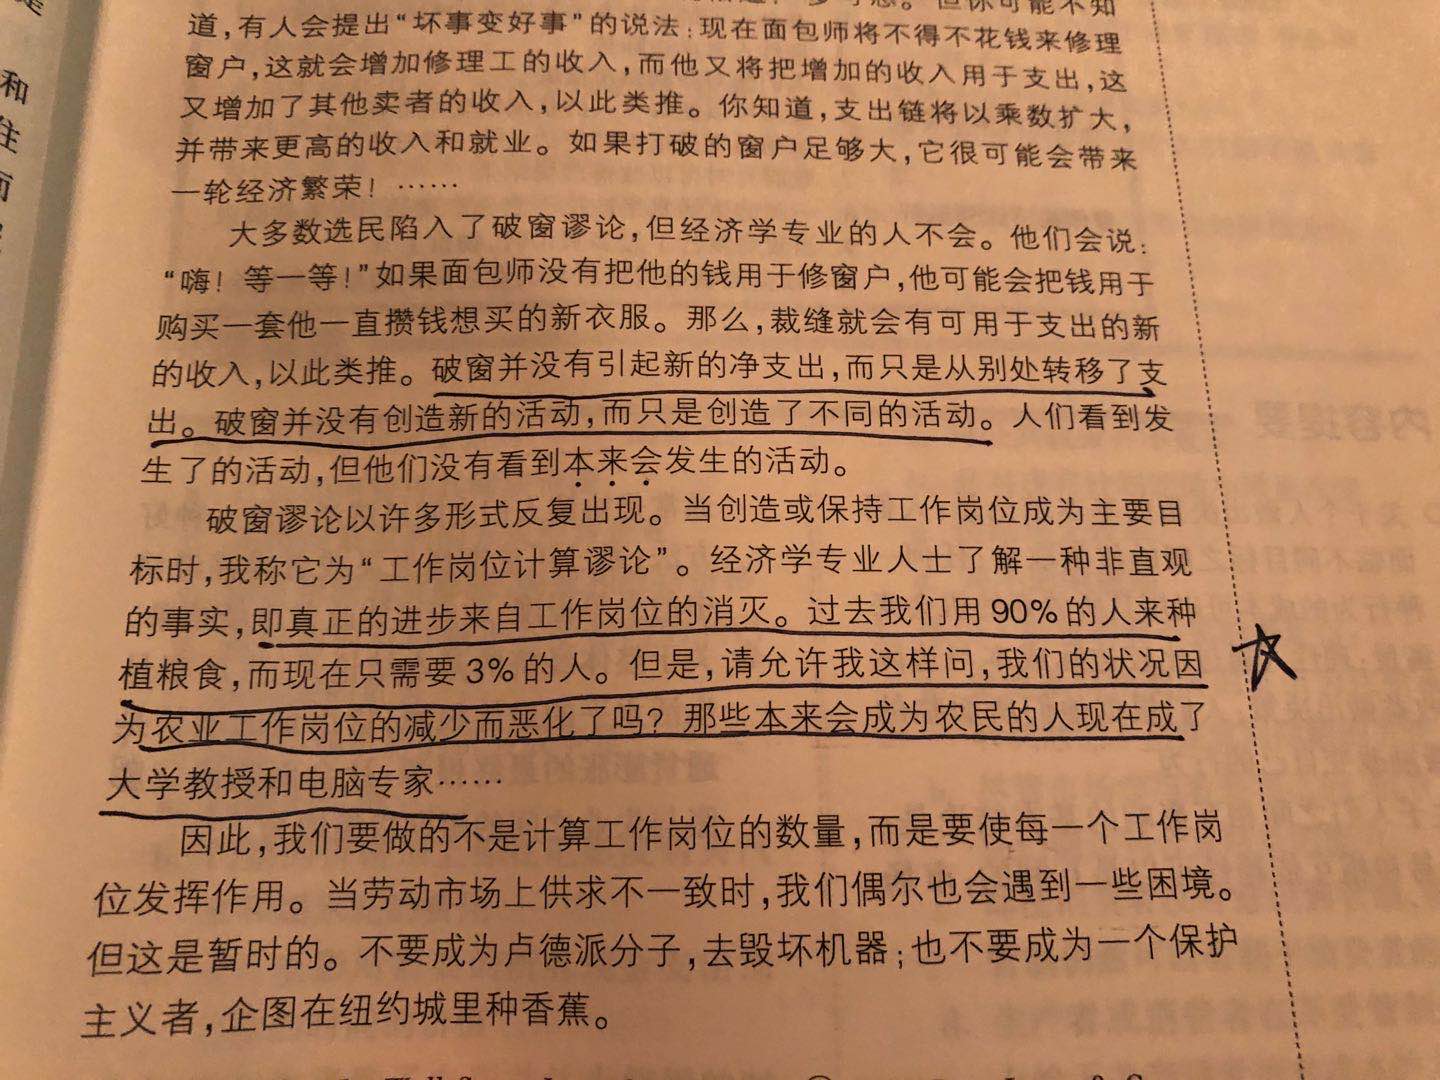 道，有人会提出“坏事变好事”的说法：现在面包师将不得不花钱来修理
窗户，这就会增加修理工的收入，而他又将把增加的收入用于支出，这
又增加了其他卖者的收入，以此类推。你知道，支出链将以乘数扩大，
并带来更高的收入和就业。如果打破的窗户足够大，它很可能会带来
一轮经济繁荣！……
大多数选民陷入了破窗谬论，但经济学专业的人不会。他们会说：
“嗨！等一等！”如果面包师没有把他的钱用于修窗户，他可能会把钱用于
购买一套他一直攒钱想买的新衣服。那么，裁缝就会有可用于支出的新
的收入，以此类推。破窗并没有引起新的净支出，而只是从别处转移了支
出。破窗并没有创造新的活动，而只是创造了不同的活动。人们看到发
生了的活动，但他们没有看到本来会发生的活动。
破窗谬论以许多形式反复出现。当创造或保持工作岗位成为主要目
标时，我称它为“工作岗位计算谬论”。经济学专业人士了解一种非直观
的事实，即真正的进步来自工作岗位的消灭。过去我们用90%的人来种
植粮食，而现在只需要3%的人。但是，请允许我这样问，我们的状况因
为农业工作岗位的减少而恶化了吗？那些本来会成为农民的人现在成了
大学教授和电脑专家……
因此，我们要做的不是计算工作岗位的数量，而是要使每一个工作岗
位发挥作用。当劳动市场上供求不一致时，我们偶尔也会遇到一些困境。
但这是暂时的。不要成为卢德派分子，去毁坏机器；也不要成为一个保护
主义者，企图在纽约城里种香蕉。
和
住